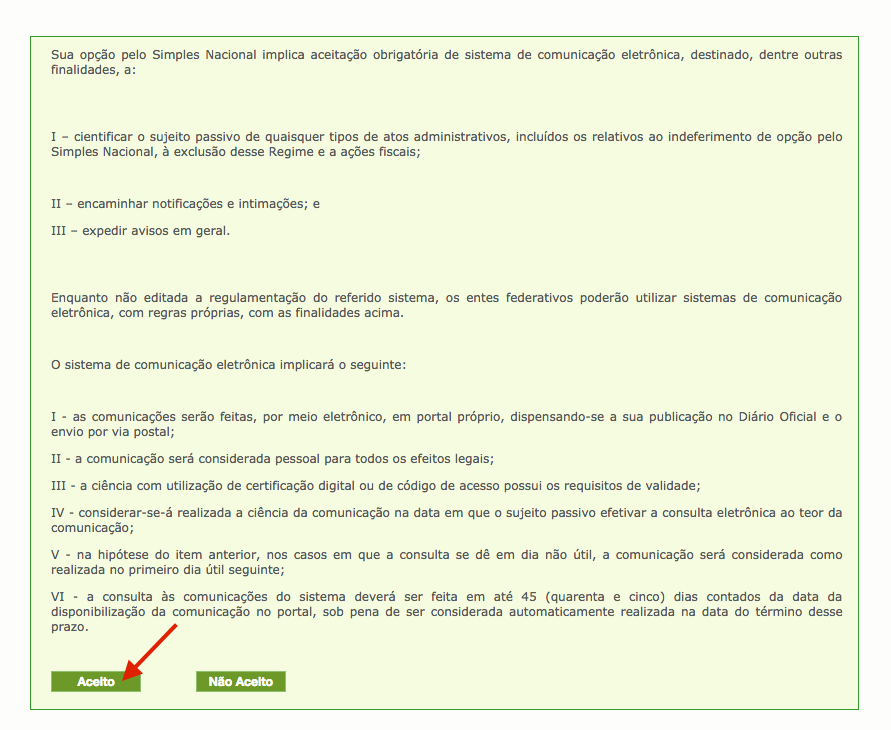 Sua opção pelo Simples Nacional implica aceitação obrigatória de sistema de comunicação eletrônica, destinado, dentre outras
finalidades, a:
I – cientificar o sujeito passivo de quaisquer tipos de atos administrativos, incluídos os relativos ao indeferimento de opção pelo
Simples Nacional, à exclusão desse Regime e a ações fiscais;
II – encaminhar notificações e intimações; e
III – expedir avisos em geral.
Enquanto não editada a regulamentação do referido sistema, os entes federativos poderão utilizar sistemas de comunicação
eletrônica, com regras próprias, com as finalidades acima.
O sistema de comunicação eletrônica implicará o seguinte:
I - as comunicações serão feitas, por meio eletrônico, em portal próprio, dispensando-se a sua publicação no Diário Oficial e o
envio por via postal;
II - a comunicação será considerada pessoal para todos os efeitos legais;
III - a ciência com utilização de certificação digital ou de código de acesso possui os requisitos de validade;
IV - considerar-se-á realizada a ciência da comunicação na data em que o sujeito passivo efetivar a consulta eletrônica ao teor da
comunicação;
V - na hipótese do item anterior, nos casos em que a consulta se dê em dia não útil, a comunicação será considerada como
realizada no primeiro dia útil seguinte;
VI - a consulta às comunicações do sistema deverá ser feita em até 45 (quarenta e cinco) dias contados da data da
disponibilização da comunicação no portal, sob pena de ser considerada automaticamente realizada na data do término desse
prazo.
Aceito Não Aceito